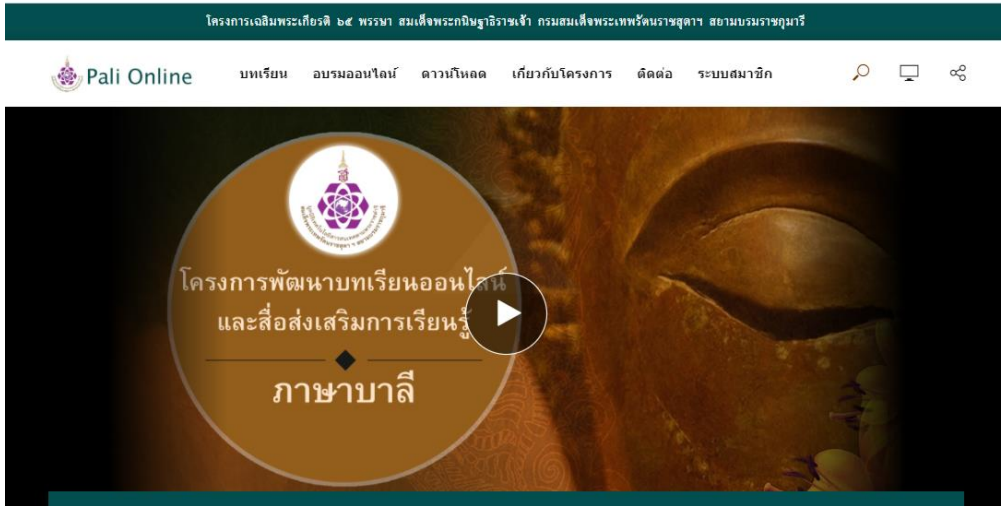 โครงการเฉลิมพระเกียรติ ๖๕ พรรษา สมเด็จพระกนิษฐาธิราชเจ้า กรมสมเด็จพระเทพรัตนราชสุดาฯ สยามบรมราชกุมารี
Pali Online บทเรียน อบรมออนไลน์ ดาวน์โหลด เกี่ยวกับโครงการ ติดต่อ ระบบสมาชิก
โครงการพัฒนาบทเรียนออนไลน์
และสื่อส่งเสริมการเรียนรู้
ภาษาบาลี